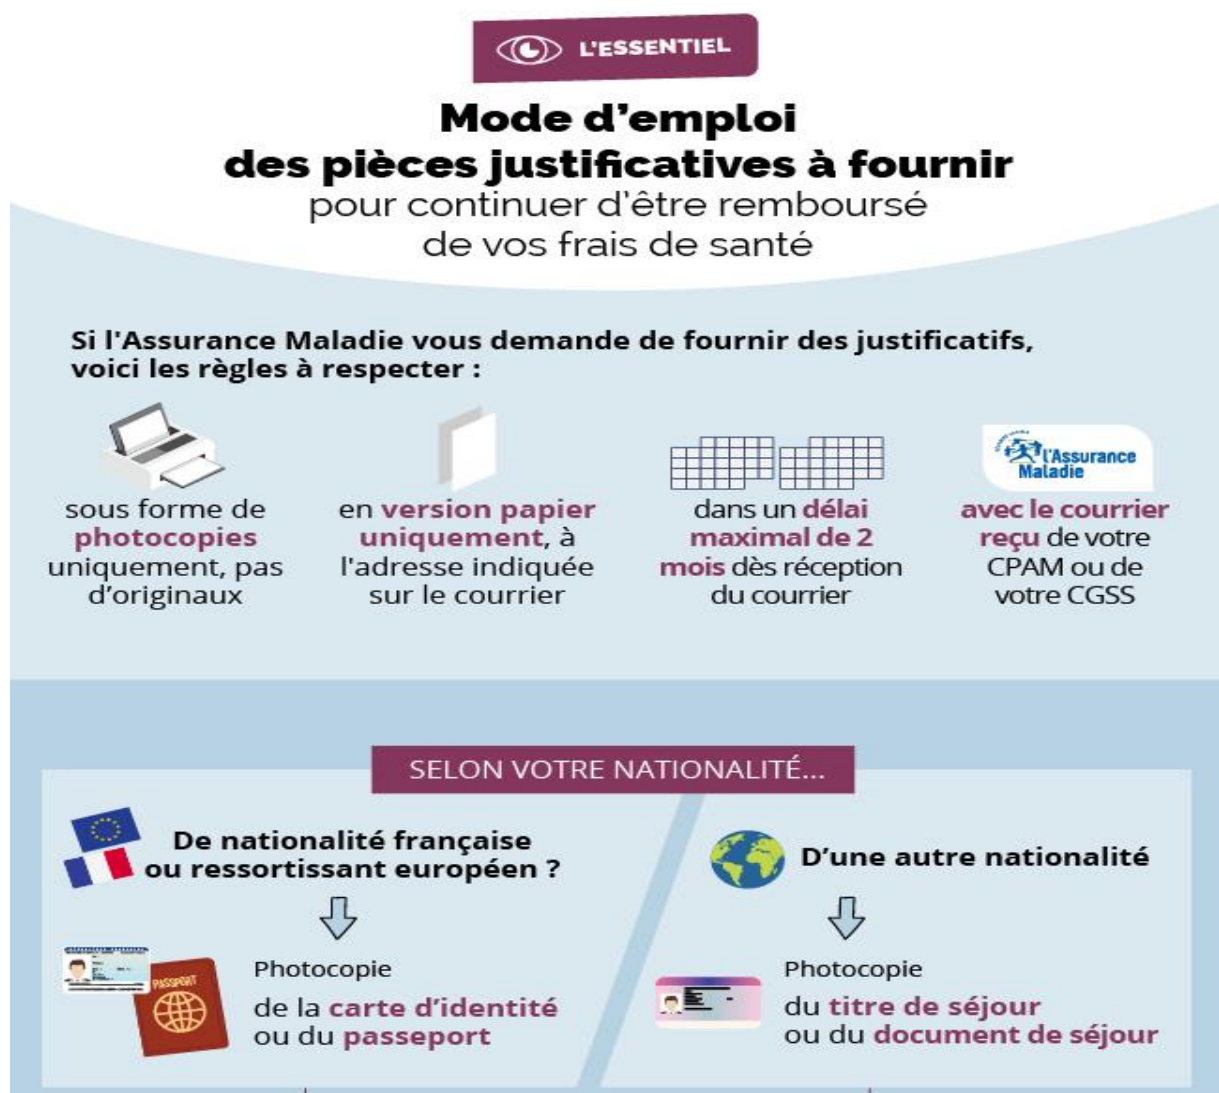 L'ESSENTIEL
Mode d'emploi
des pièces justificatives à fournir
pour continuer d'être remboursé
de vos frais de santé
Si l'Assurance Maladie vous demande de fournir des justificatifs,
voici les règles à respecter :
sous forme de
photocopies
uniquement, pas
d'originaux
en version papier
uniquement, à
l'adresse indiquée
sur le courrier
dans un délai
maximal de 2
mois dès réception
du courrier
l'Assurance
Maladie
avec le courrier
reçu de votre
CPAM ou de
votre CGSS
SELON VOTRE NATIONALITÉ...
De nationalité française
ou ressortissant européen ?
PASSPORT
Photocopie
de la carte d'identité
ou du passeport
D'une autre nationalité
Photocopie
du titre de séjour
ou du document de séjour